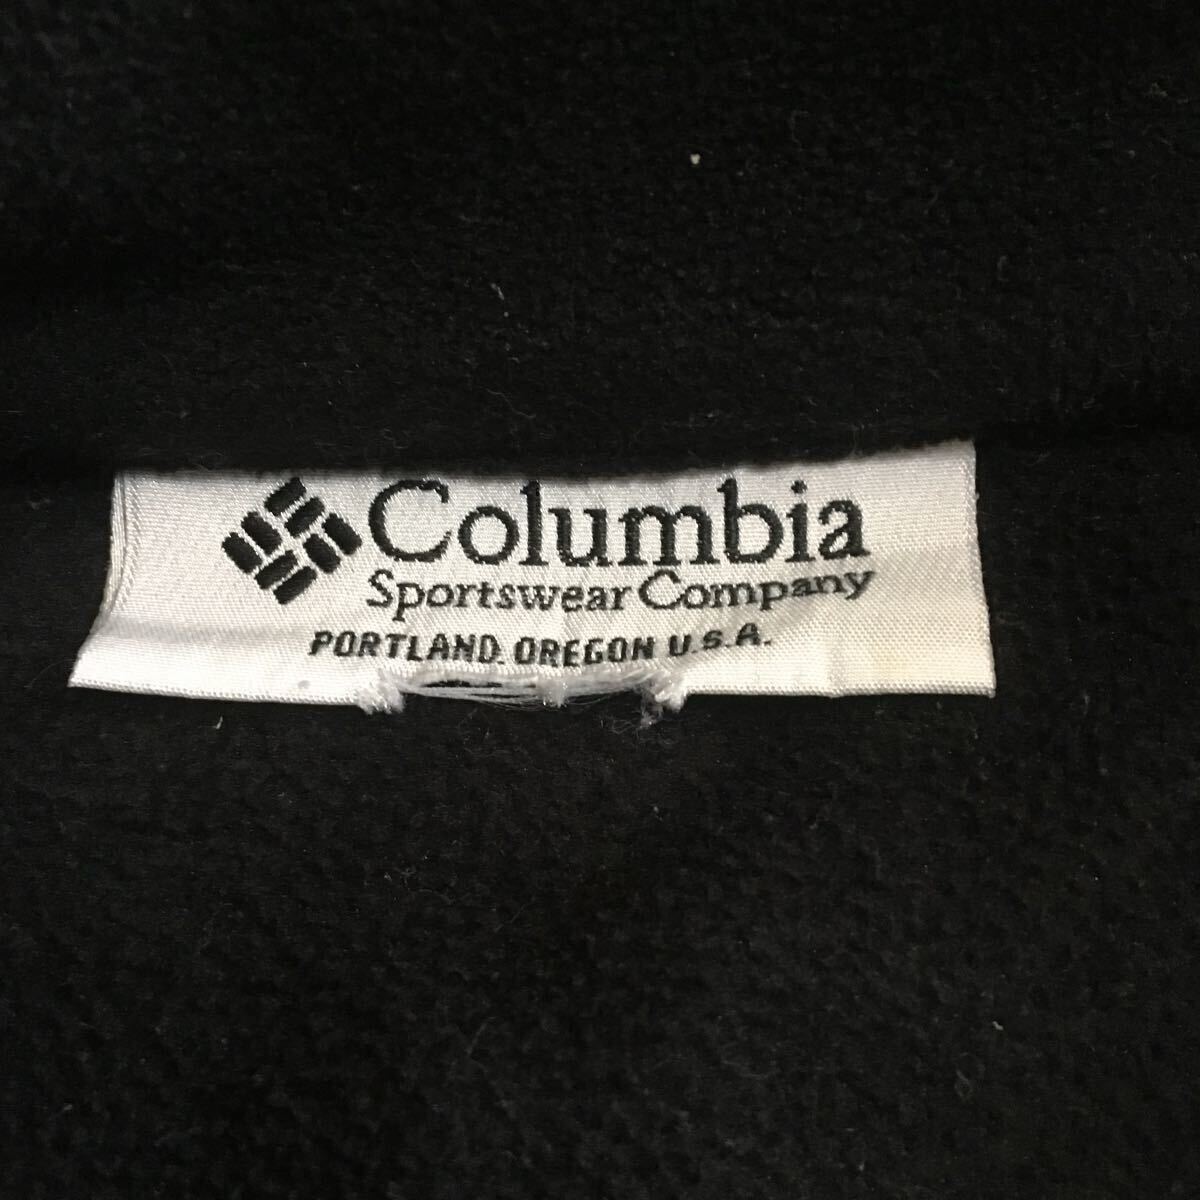 Columbia
Sportswear Company
PORTLAND. OREGON U.S.A.